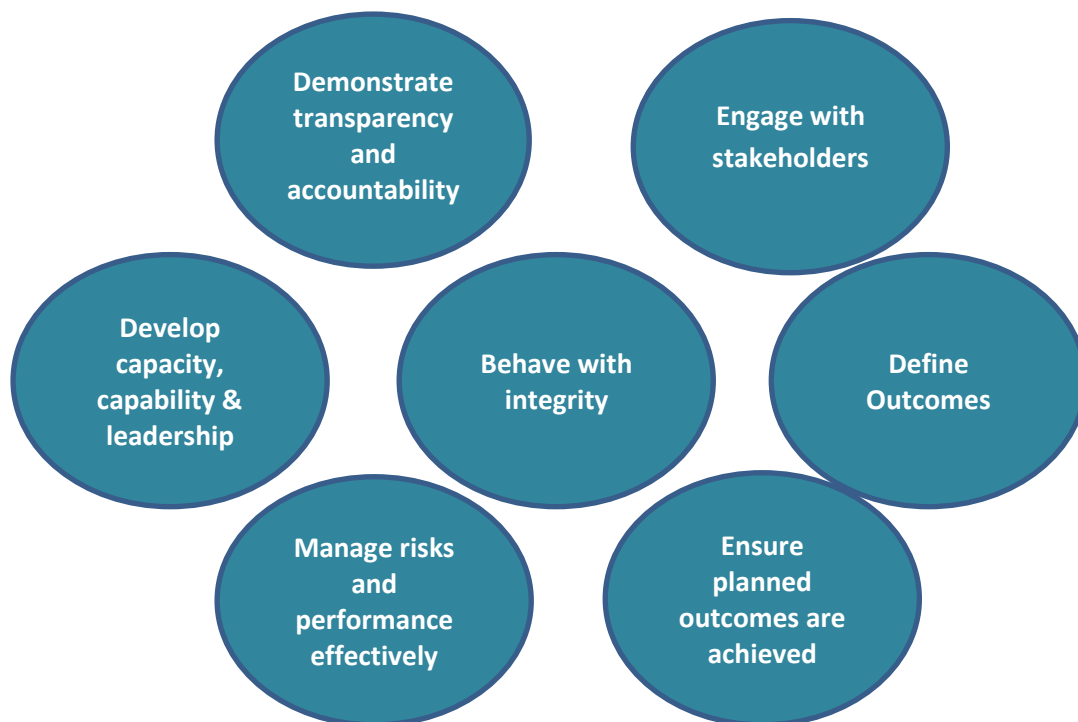 Demonstrate
transparency
and
accountability
Engage with
stakeholders
Develop
capacity,
capability &
leadership
Behave with
integrity
Define
Outcomes
Manage risks
and
performance
effectively
Ensure
planned
outcomes are
achieved